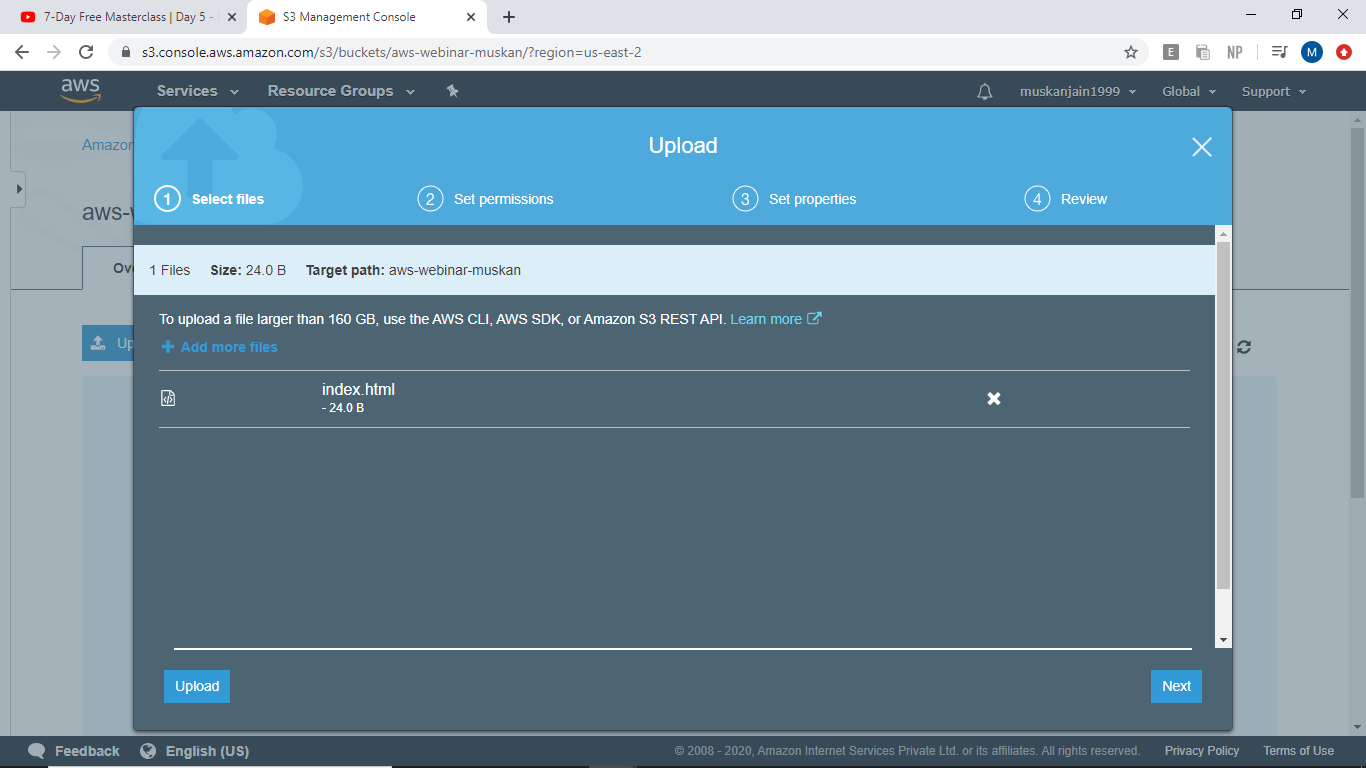 7-Day Free Masterclass | Day 5 -
S3 Management Console
s3.console.aws.amazon.com/s3/buckets/aws-webinar-muskan/?region=us-east-2
E
NP
M
aws
Services
Resource Groups
muskanjain1999
Global
Support
Amazon
Upload
1 Select files
2 Set permissions
3 Set properties
4 Review
aws-
Ov
1 Files Size: 24.0 B Target path: aws-webinar-muskan
To upload a file larger than 160 GB, use the AWS CLI, AWS SDK, or Amazon S3 REST API. Learn more
Up
Add more files
index.html
- 24.0 B
Upload
Next
Feedback
English (US)
© 2008 - 2020, Amazon Internet Services Private Ltd. or its affiliates. All rights reserved.
Privacy Policy
Terms of Use